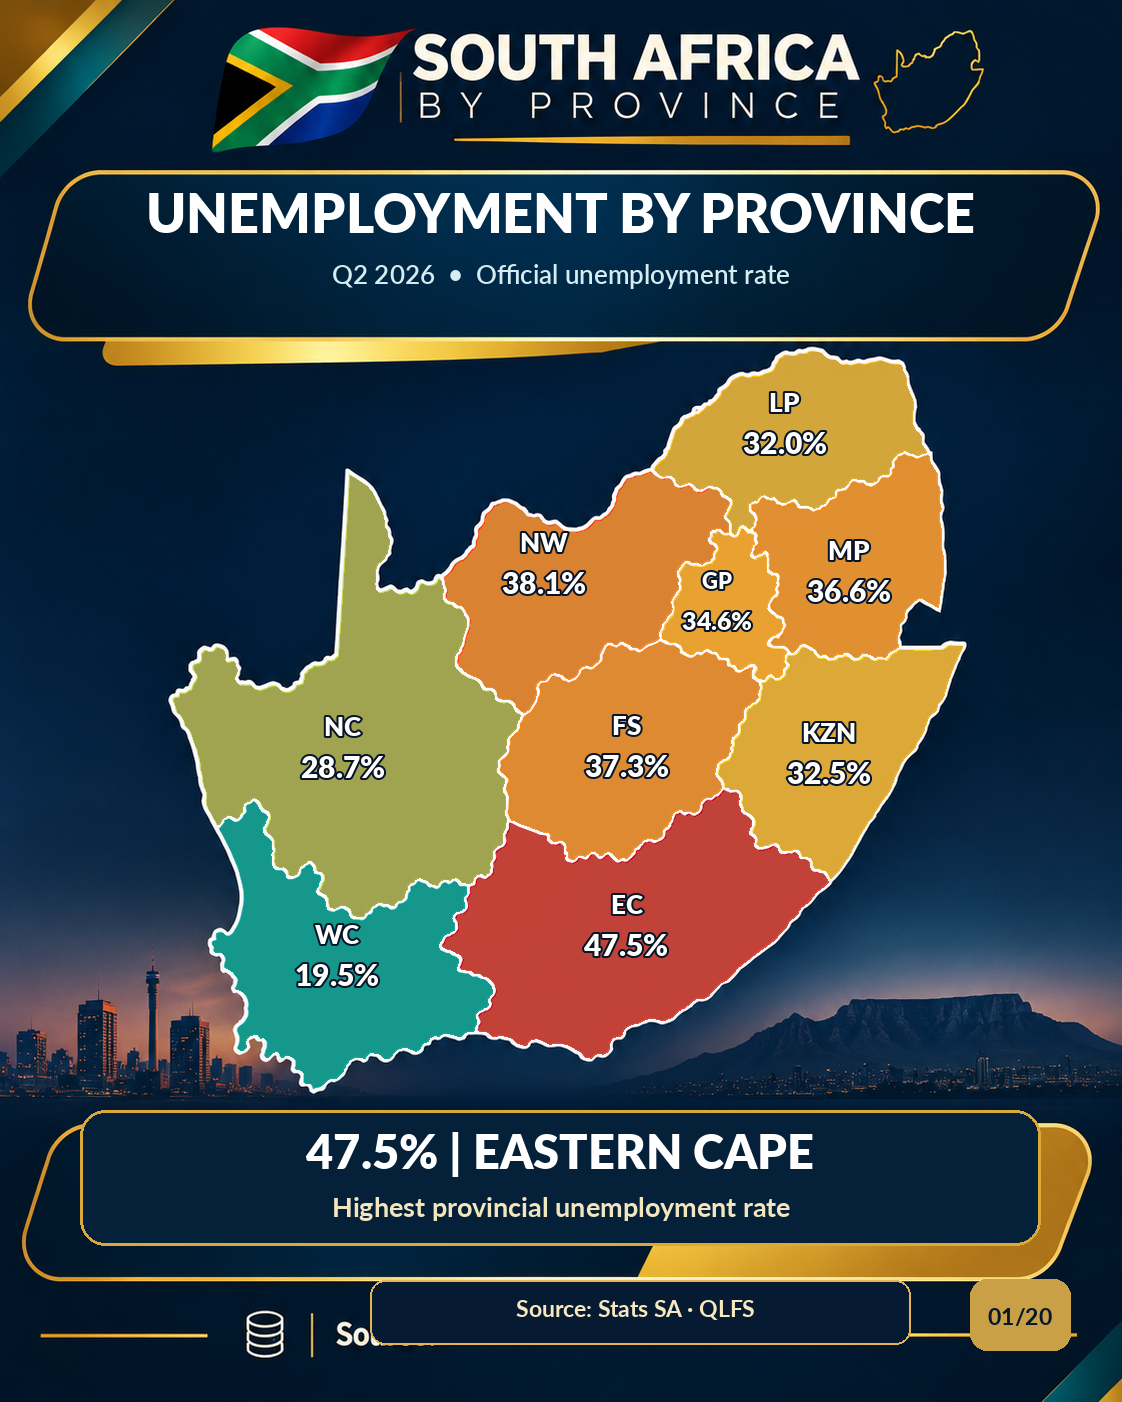 SOUTH AFRICA
BY PROVINCE
UNEMPLOYMENT BY PROVINCE
Q2 2026 • Official unemployment rate
LP
32.0%
NW
38.1%
MP
36.6%
GP
34.6%
NC
28.7%
FS
37.3%
KZN
32.5%
EC
47.5%
WC
19.5%
47.5% | EASTERN CAPE
Highest provincial unemployment rate
Source: Stats SA · QLFS
01/20